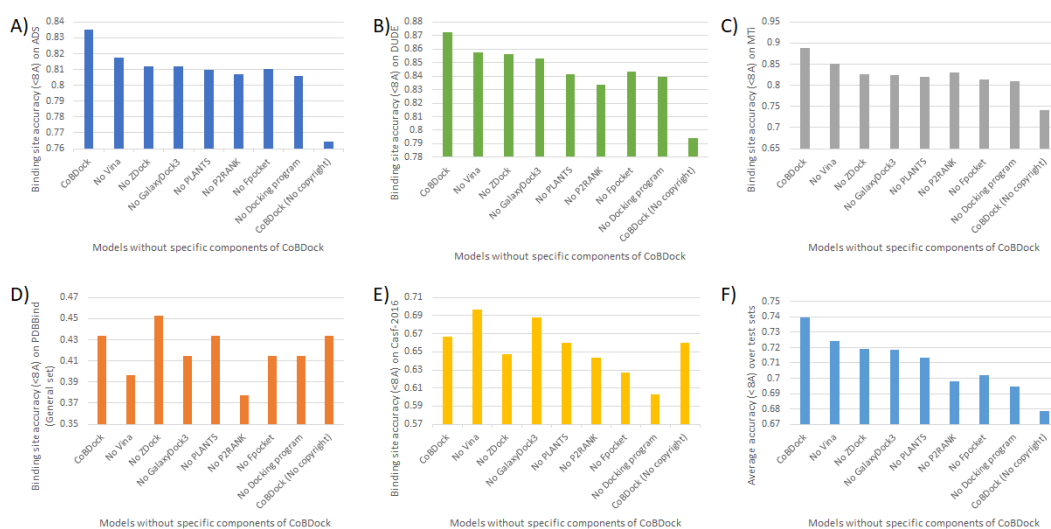 A)
Binding site accuracy (<8A) on ADS
0.84
0.83
0.82
0.81
0.8
0.79
0.78
0.77
0.76
CoBDock
No Vina
No ZDock
No GalaxyDock3
No PLANTS
No P2RANK
No Fpocket
No Docking program
CoBDock (No copyright)
Models without specific components of CoBDock
B)
Binding site accuracy (<8A) on DUDE
0.88
0.87
0.86
0.85
0.84
0.83
0.82
0.81
0.8
0.79
0.78
CoBDock
No Vina
No ZDock
No GalaxyDock3
No PLANTS
No P2RANK
No Fpocket
No Docking program
CoBDock (No copyright)
Models without specific components of CoBDock
C)
Binding site accuracy (<8A) on MTi
0.95
0.9
0.85
0.8
0.75
0.7
0.65
CoBDock
No Vina
No ZDock
No GalaxyDock3
No PLANTS
No P2RANK
No Fpocket
No Docking program
CoBDock (No copyright)
Models without specific components of CoBDock
D)
Binding site accuracy (<8A) on PDBBind
(General set)
0.47
0.45
0.43
0.41
0.39
0.37
0.35
CoBDock
No Vina
No ZDock
No GalaxyDock3
No PLANTS
No P2RANK
No Fpocket
No Docking program
CoBDock (No copyright)
Models without specific components of CoBDock
E)
Binding site accuracy (<8A) on Casf-2016
0.71
0.69
0.67
0.65
0.63
0.61
0.59
0.57
CoBDock
No Vina
No ZDock
No GalaxyDock3
No PLANTS
No P2RANK
No Fpocket
No Docking program
CoBDock (No copyright)
Models without specific components of CoBDock
F)
Average accuracy (<8A) over test sets
0.75
0.74
0.73
0.72
0.71
0.7
0.69
0.68
0.67
CoBDock
No Vina
No ZDock
No GalaxyDock3
No PLANTS
No P2RANK
No Fpocket
No Docking program
CoBDock (No copyright)
Models without specific components of CoBDock